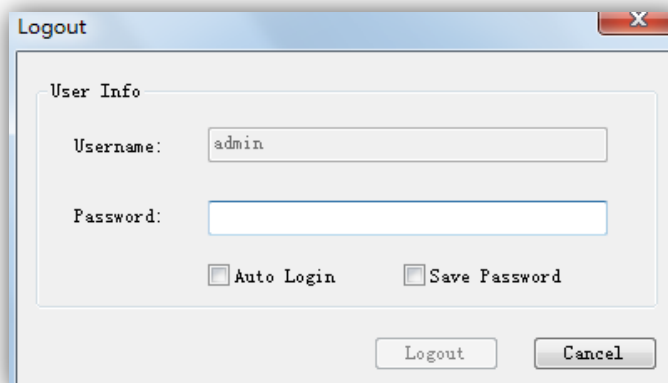 Logout
User Info
Username: admin
Password:
Auto Login Save Password
Logout Cancel